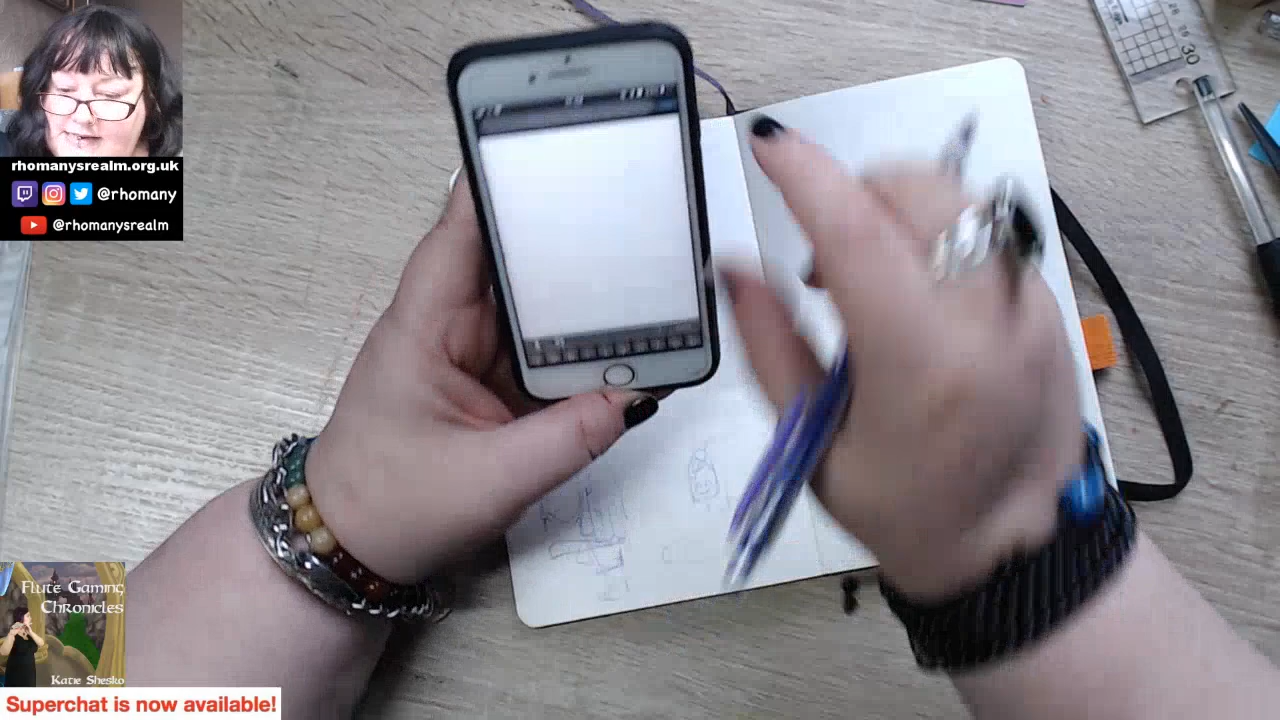 rhomanysrealm.org.uk
@rhomany
@rhomanysrealm
30
Flute Gaming
Chronicles
Katie Shesko
Superchat is now available!